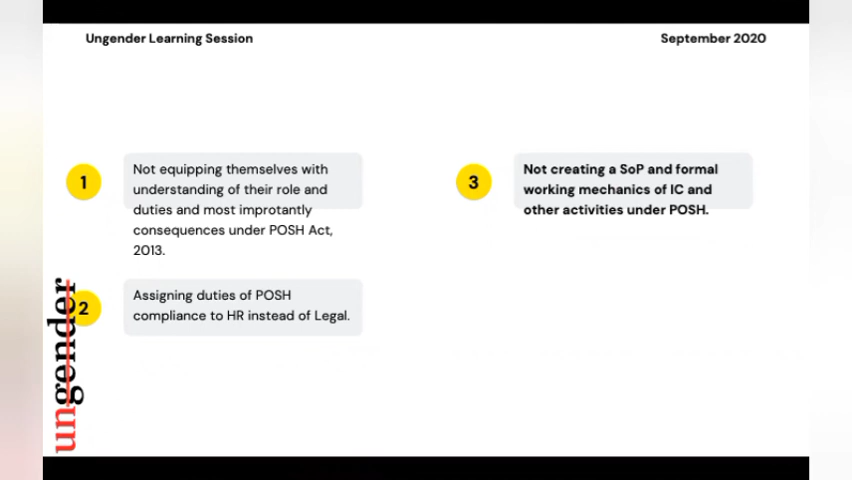 Ungender Learning Session
September 2020
1
Not equipping themselves with
understanding of their role and
duties and most improtantly
consequences under POSH Act,
2013.
2
Assigning duties of POSH
compliance to HR instead of Legal.
3
Not creating a SoP and formal
working mechanics of IC and
other activities under POSH.
ungender